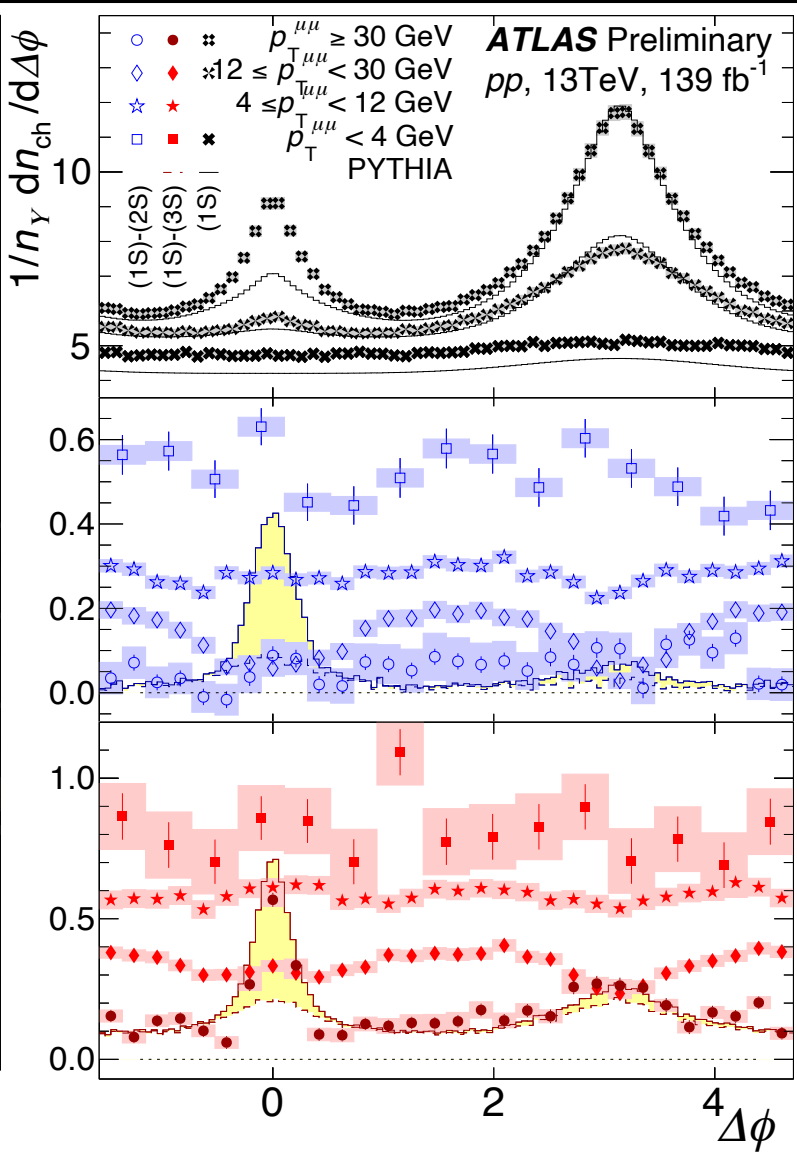 p_T^μμ ≥ 30 GeV
12 ≤ p_T^μμ < 30 GeV
4 ≤ p_T^μμ < 12 GeV
p_T^μμ < 4 GeV
PYTHIA
(1S)-(2S)
(1S)-(3S)
(1S)
ATLAS Preliminary
pp, 13TeV, 139 fb⁻¹
1/n_Υ dn_ch/dΔϕ
10
5
0.6
0.4
0.2
0.0
1.0
0.5
0.0
0 2 4
Δϕ